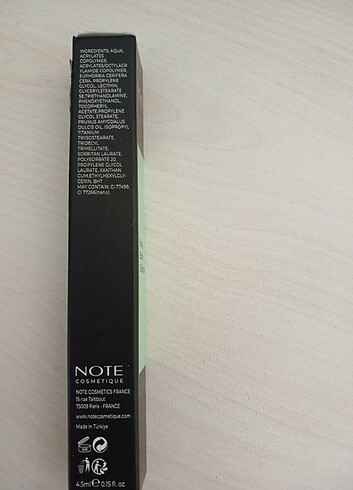 INGREDIENTS: AQUA,
ACRYLATES
COPOLYMER,
ACRYLATES/OCTYLACR
YLAMIDE COPOLYMER,
EUPHORBIA CERIFERA
CERA, PROPYLENE
GLYCOL, LECITHIN,
GLYCERYLSTEARATE
SE,TRIETHANOLAMINE,
PHENOXYETHANOL,
TOCOPHERYL
ACETATE,PROPYLENE
GLYCOL STEARATE,
PRUNUS AMYGDALUS
DULCIS OIL, ISOPROPYL
TITANIUM
TRIISOSTEARATE,
TRIDECYL
TRIMELLITATE,
SORBITAN LAURATE,
POLYSORBATE 20,
PROPYLENE GLYCOL
LAURATE, XANTHAN
GUM,ETHYLHEXYLGLY-
CERIN, BHT
MAY CONTAIN: CI 77499,
CI 77266(nano)
NOTE
COSMETIQUE
NOTE COSMETICS FRANCE
15 rue Taitbout
75009 Paris - FRANCE
www.notecosmetique.com
Made in Türkiye
4.5ml e 0.15 fl. oz.